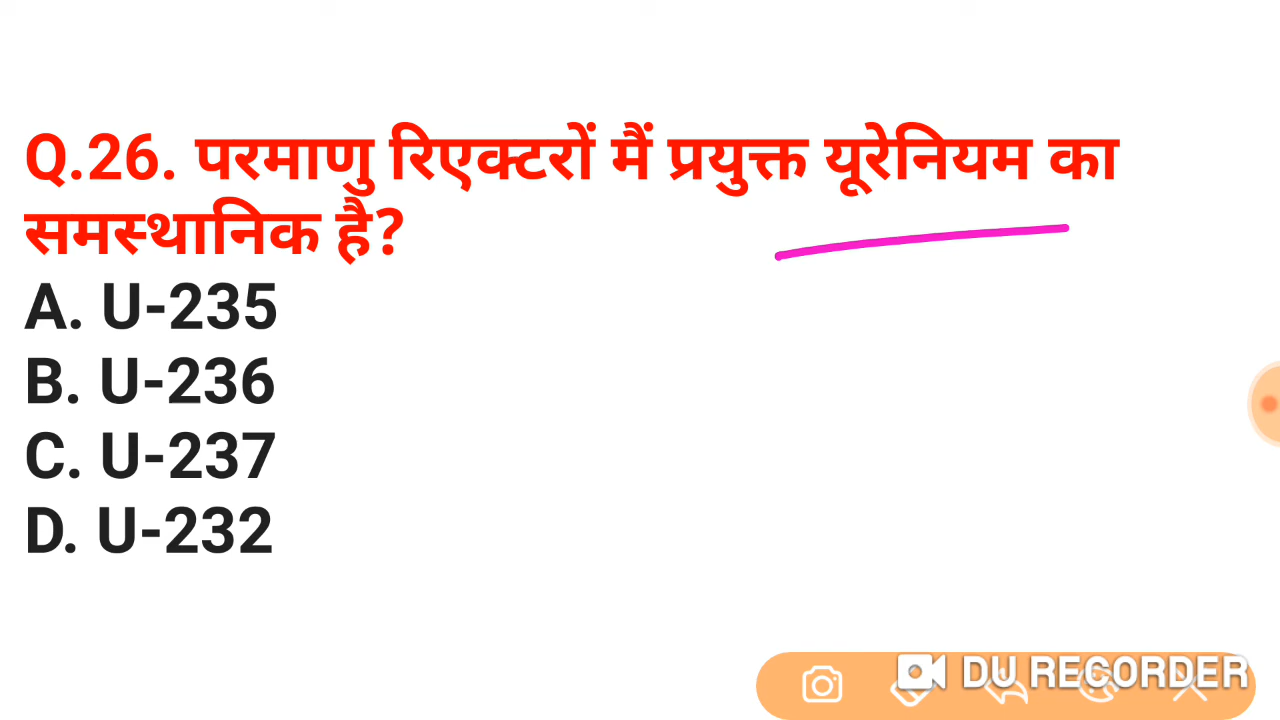 Q.26. परमाणु रिएक्टरों मैं प्रयुक्त यूरेनियम का
समस्थानिक है?
A. U-235
B. U-236
C. U-237
D. U-232
DU RECORDER